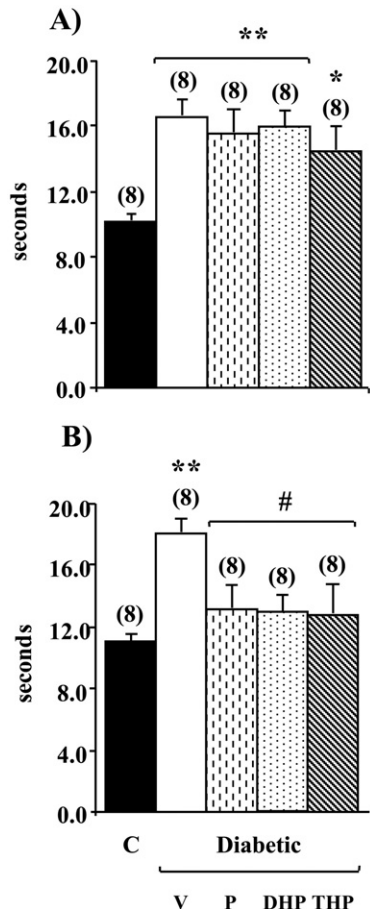 A)
**
*
20.0
(8) (8) (8) (8)
16.0
12.0
(8)
8.0
4.0
0.0
seconds
B)
**
#
20.0
(8)
16.0
(8) (8) (8)
(8)
12.0
8.0
4.0
0.0
seconds
C Diabetic
V P DHP THP